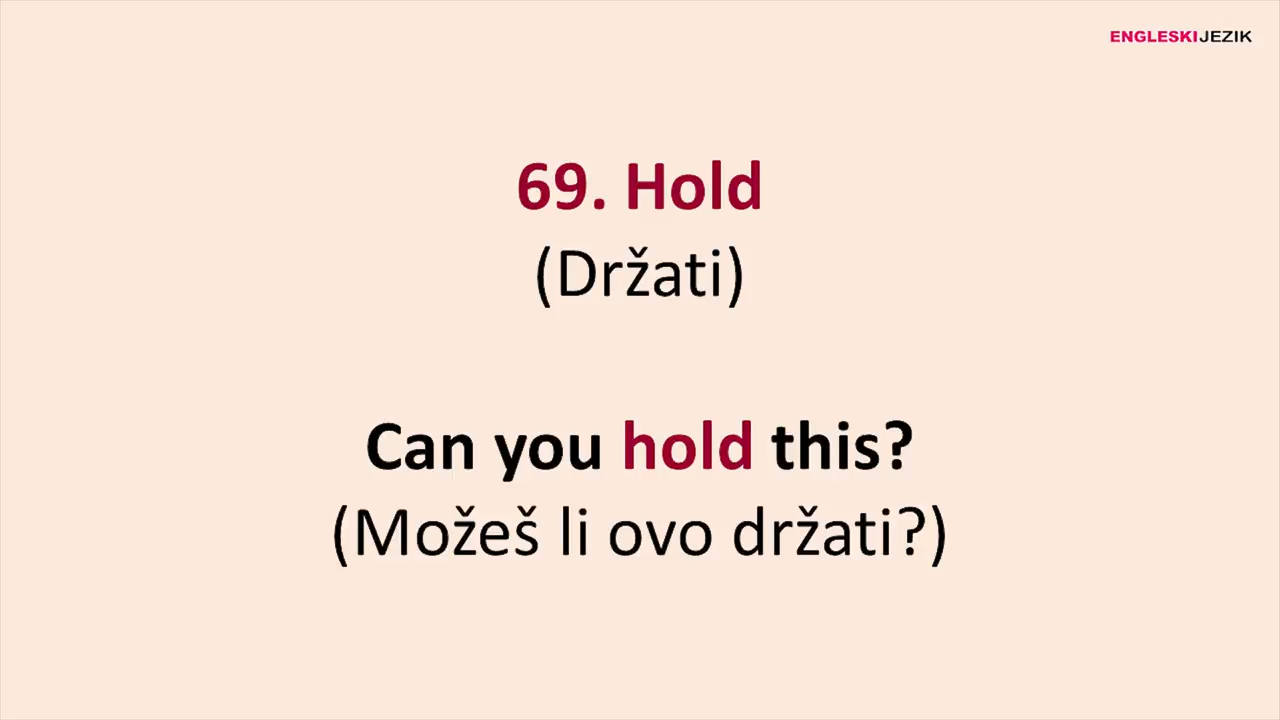 ENGLESKIJEZIK
69. Hold
(Držati)
Can you hold this?
(Možeš li ovo držati?)